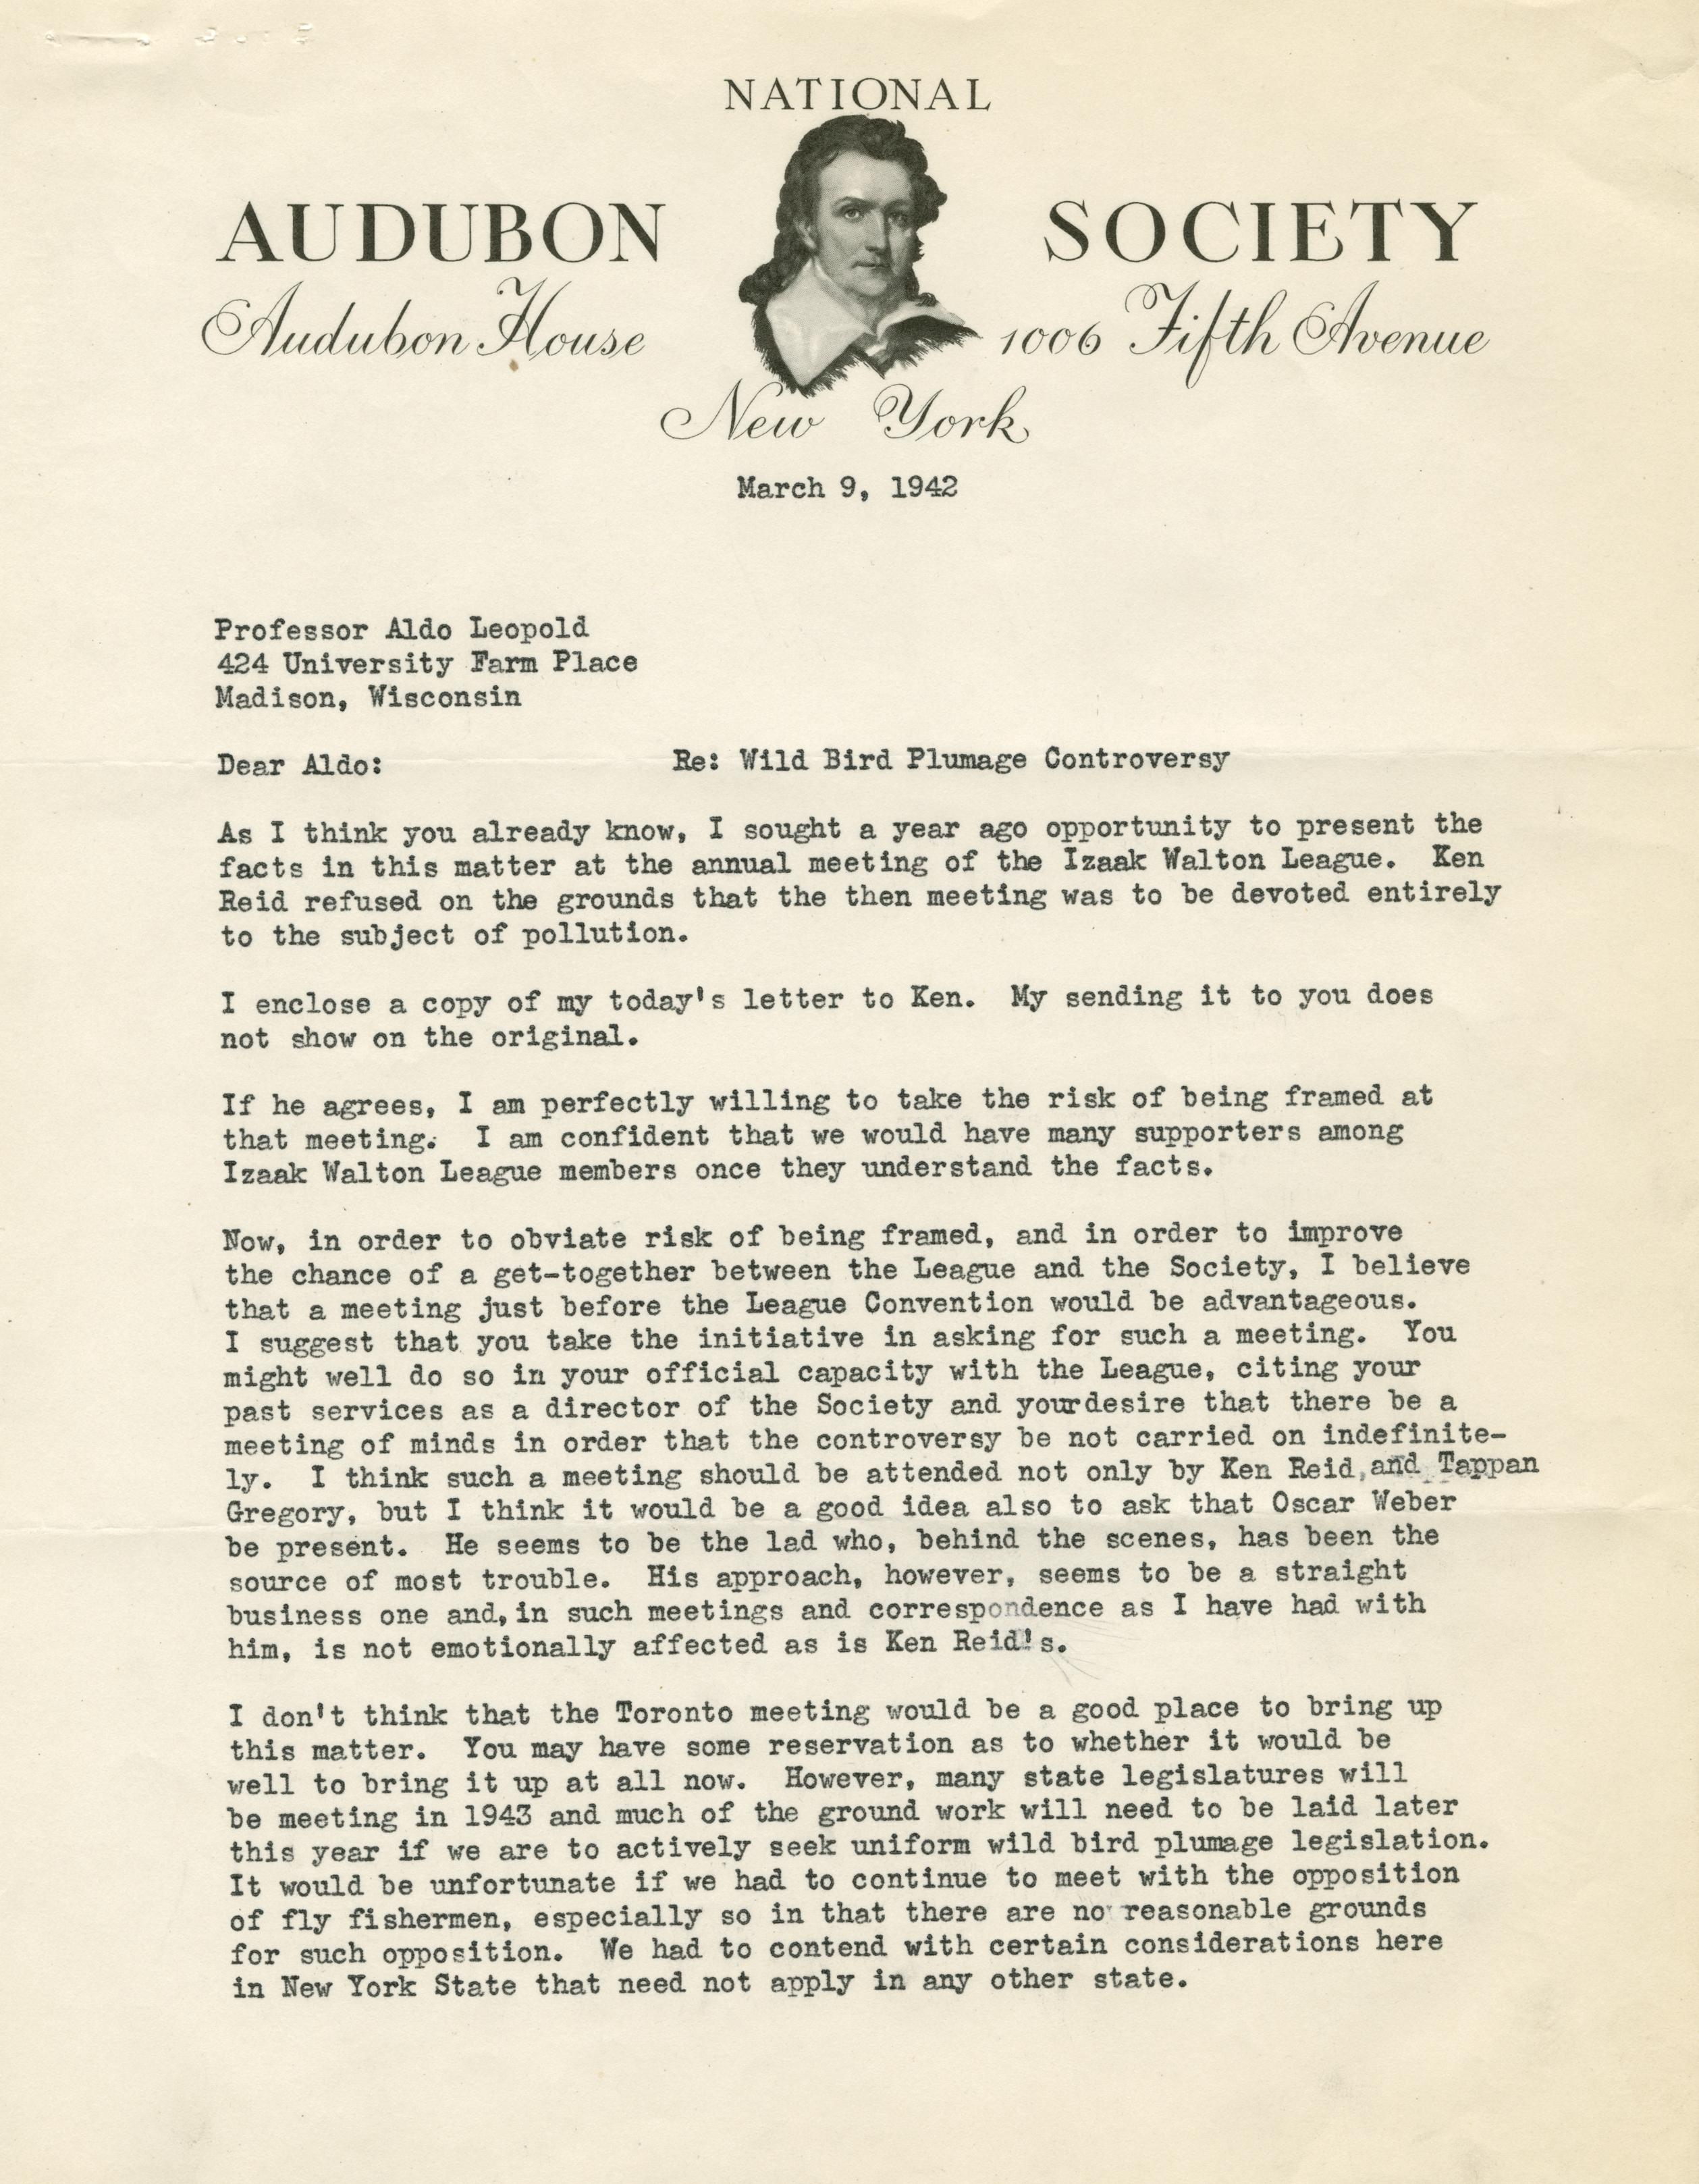 NATIONAL
AUDUBON SOCIETY
Audubon House 1006 Fifth Avenue
New York
March 9, 1942
Professor Aldo Leopold
424 University Farm Place
Madison, Wisconsin
Dear Aldo: Re: Wild Bird Plumage Controversy
As I think you already know, I sought a year ago opportunity to present the
facts in this matter at the annual meeting of the Izaak Walton League. Ken
Reid refused on the grounds that the then meeting was to be devoted entirely
to the subject of pollution.
I enclose a copy of my today's letter to Ken. My sending it to you does
not show on the original.
If he agrees, I am perfectly willing to take the risk of being framed at
that meeting. I am confident that we would have many supporters among
Izaak Walton League members once they understand the facts.
Now, in order to obviate risk of being framed, and in order to improve
the chance of a get-together between the League and the Society, I believe
that a meeting just before the League Convention would be advantageous.
I suggest that you take the initiative in asking for such a meeting. You
might well do so in your official capacity with the League, citing your
past services as a director of the Society and yourdesire that there be a
meeting of minds in order that the controversy be not carried on indefinite-
ly. I think such a meeting should be attended not only by Ken Reid,and Tappan
Gregory, but I think it would be a good idea also to ask that Oscar Weber
be present. He seems to be the lad who, behind the scenes, has been the
source of most trouble. His approach, however, seems to be a straight
business one and,in such meetings and correspondence as I have had with
him, is not emotionally affected as is Ken Reid's.
I don't think that the Toronto meeting would be a good place to bring up
this matter. You may have some reservation as to whether it would be
well to bring it up at all now. However, many state legislatures will
be meeting in 1943 and much of the ground work will need to be laid later
this year if we are to actively seek uniform wild bird plumage legislation.
It would be unfortunate if we had to continue to meet with the opposition
of fly fishermen, especially so in that there are no reasonable grounds
for such opposition. We had to contend with certain considerations here
in New York State that need not apply in any other state.